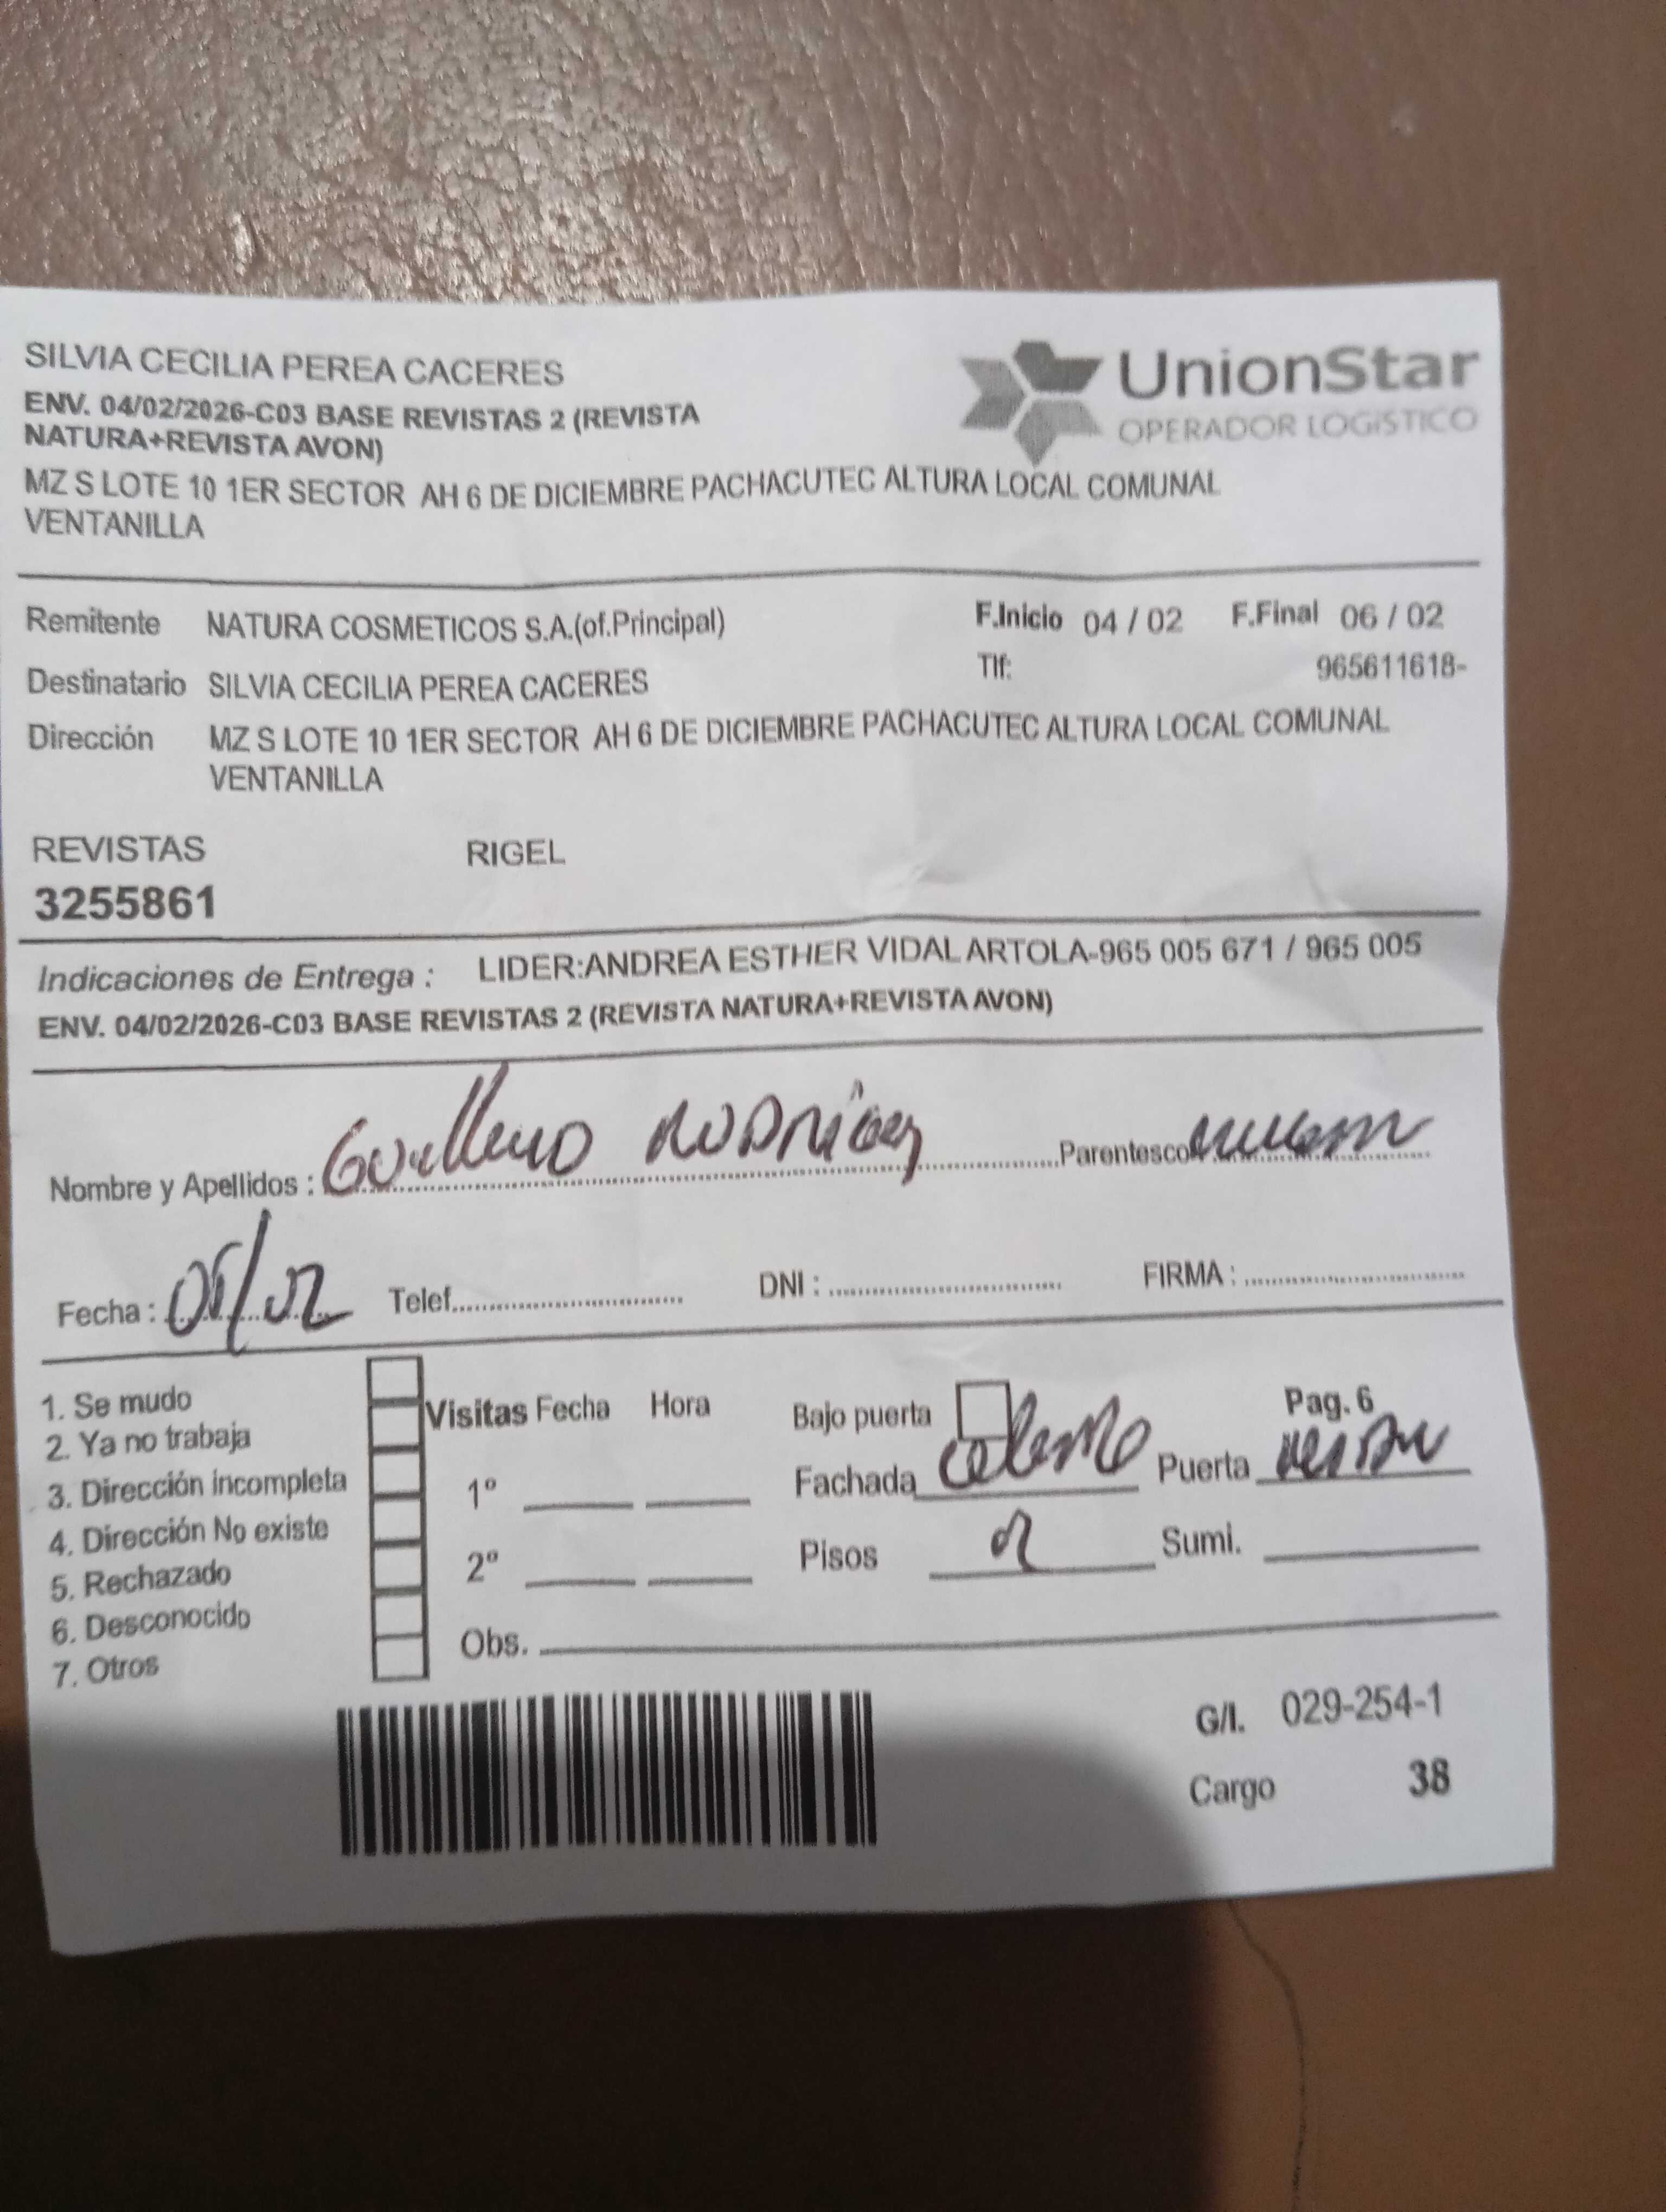 SILVIA CECILIA PEREA CACERES
UnionStar
OPERADOR LOGÍSTICO
ENV. 04/02/2026-C03 BASE REVISTAS 2 (REVISTA
NATURA+REVISTA AVON)
MZ S LOTE 10 1ER SECTOR AH 6 DE DICIEMBRE PACHACUTEC ALTURA LOCAL COMUNAL
VENTANILLA
Remitente NATURA COSMETICOS S.A.(of.Principal) F.Inicio 04 / 02 F.Final 06 / 02
Destinatario SILVIA CECILIA PEREA CACERES Tlf: 965611618-
Dirección MZ S LOTE 10 1ER SECTOR AH 6 DE DICIEMBRE PACHACUTEC ALTURA LOCAL COMUNAL
VENTANILLA
REVISTAS RIGEL
3255861
Indicaciones de Entrega : LIDER:ANDREA ESTHER VIDAL ARTOLA-965 005 671 / 965 005
ENV. 04/02/2026-C03 BASE REVISTAS 2 (REVISTA NATURA+REVISTA AVON)
Nombre y Apellidos : Guillermo Rodríguez Parentesco
Fecha : 05/02 Telef. DNI : FIRMA :
1. Se mudo
2. Ya no trabaja
3. Dirección incompleta
4. Dirección No existe
5. Rechazado
6. Desconocido
7. Otros
Visitas Fecha Hora
1º
2º
Obs.
Bajo puerta Pag. 6
Fachada Puerta
Pisos 2 Sumi.
G/I. 029-254-1
Cargo 38